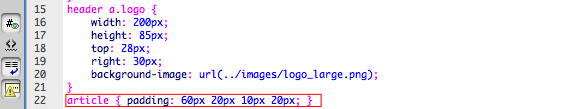 15 header a.logo {
16 width: 200px;
17 height: 85px;
18 top: 28px;
19 right: 30px;
20 background-image: url(../images/logo_large.png);
21 }
22 article { padding: 60px 20px 10px 20px; }